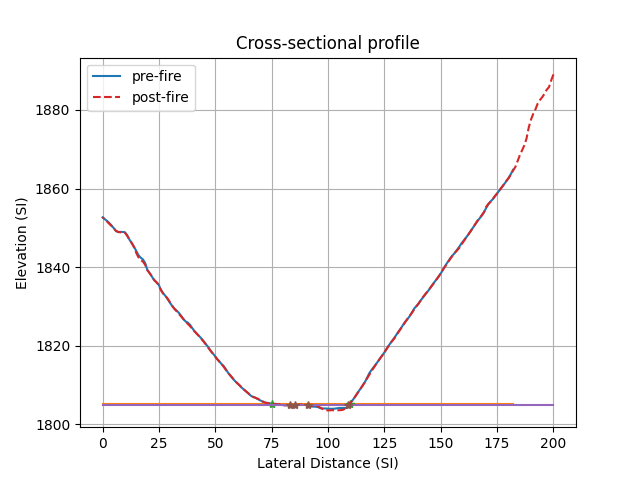 Cross-sectional profile
pre-fire
post-fire
1880
1860
1840
1820
1800
Elevation (SI)
0 25 50 75 100 125 150 175 200
Lateral Distance (SI)